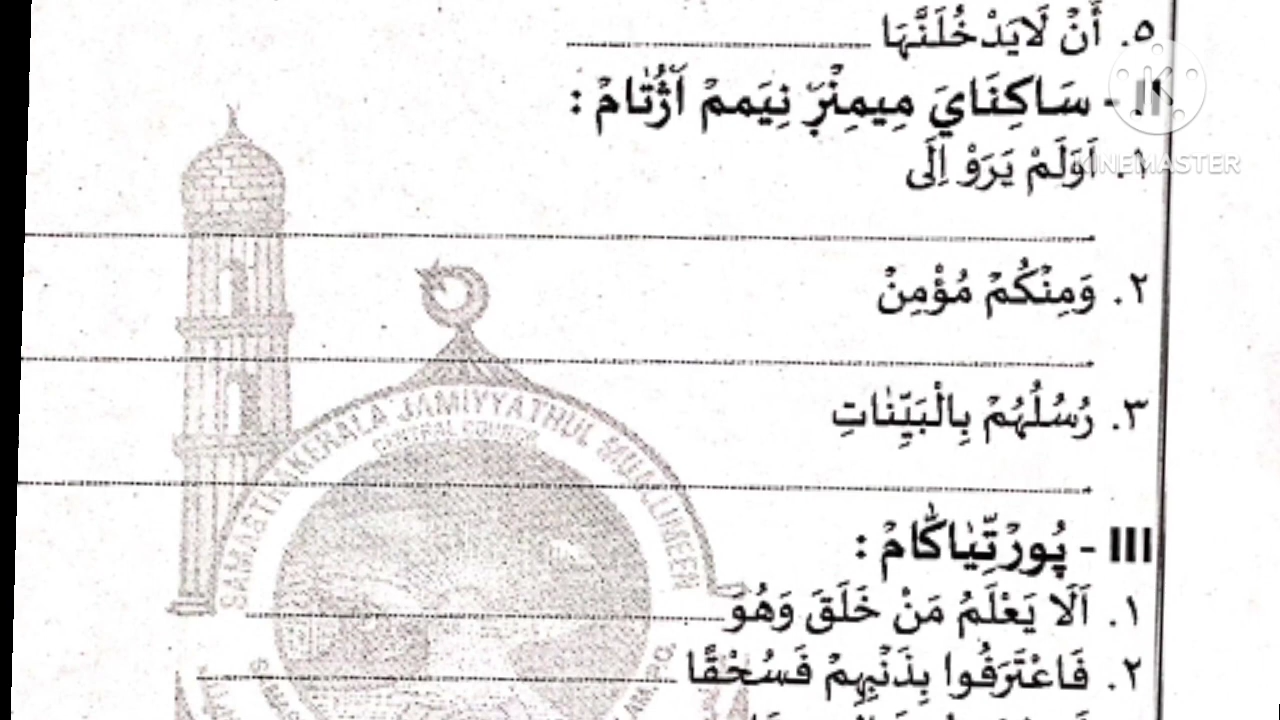 ٥. أَنْ لَايَدْخُلَنَّهَا
II - سَاكِنَايَ مِيمِنْرٜ نِيَممْ اَژُتَامْ :
KINEMASTER
١. اَوَلَمْ يَرَوْ اِلَى
٢. وَمِنْكُمْ مُؤْمِنْ
٣. رُسُلُهُمْ بِالْبَيِّنٰاتِ
SAMASTHA KERALA JAMIYYATHUL MUALLIMEEN
CENTRAL COUNCIL
III - پُورْتِّيَاكَّامْ :
١. اَلَا يَعْلَمُ مَنْ خَلَقَ وَهُوَ
٢. فَاعْتَرَفُوا بِذَنْبِهِمْ فَسُحْقًا